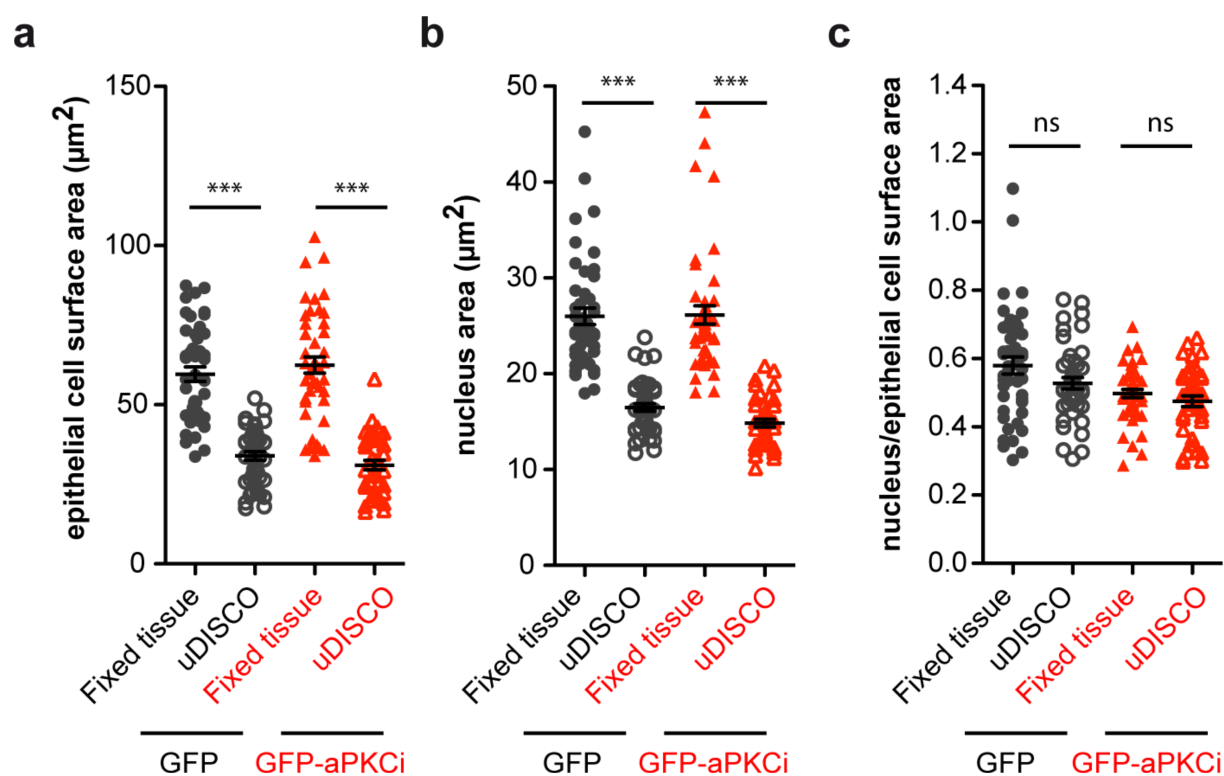 a
epithelial cell surface area (µm²)
150
100
50
0
***
***
Fixed tissue
uDISCO
Fixed tissue
uDISCO
GFP
GFP-aPKCi
b
nucleus area (µm²)
50
40
30
20
10
0
***
***
Fixed tissue
uDISCO
Fixed tissue
uDISCO
GFP
GFP-aPKCi
c
nucleus/epithelial cell surface area
1.4
1.2
1.0
0.8
0.6
0.4
0.2
0.0
ns
ns
Fixed tissue
uDISCO
Fixed tissue
uDISCO
GFP
GFP-aPKCi